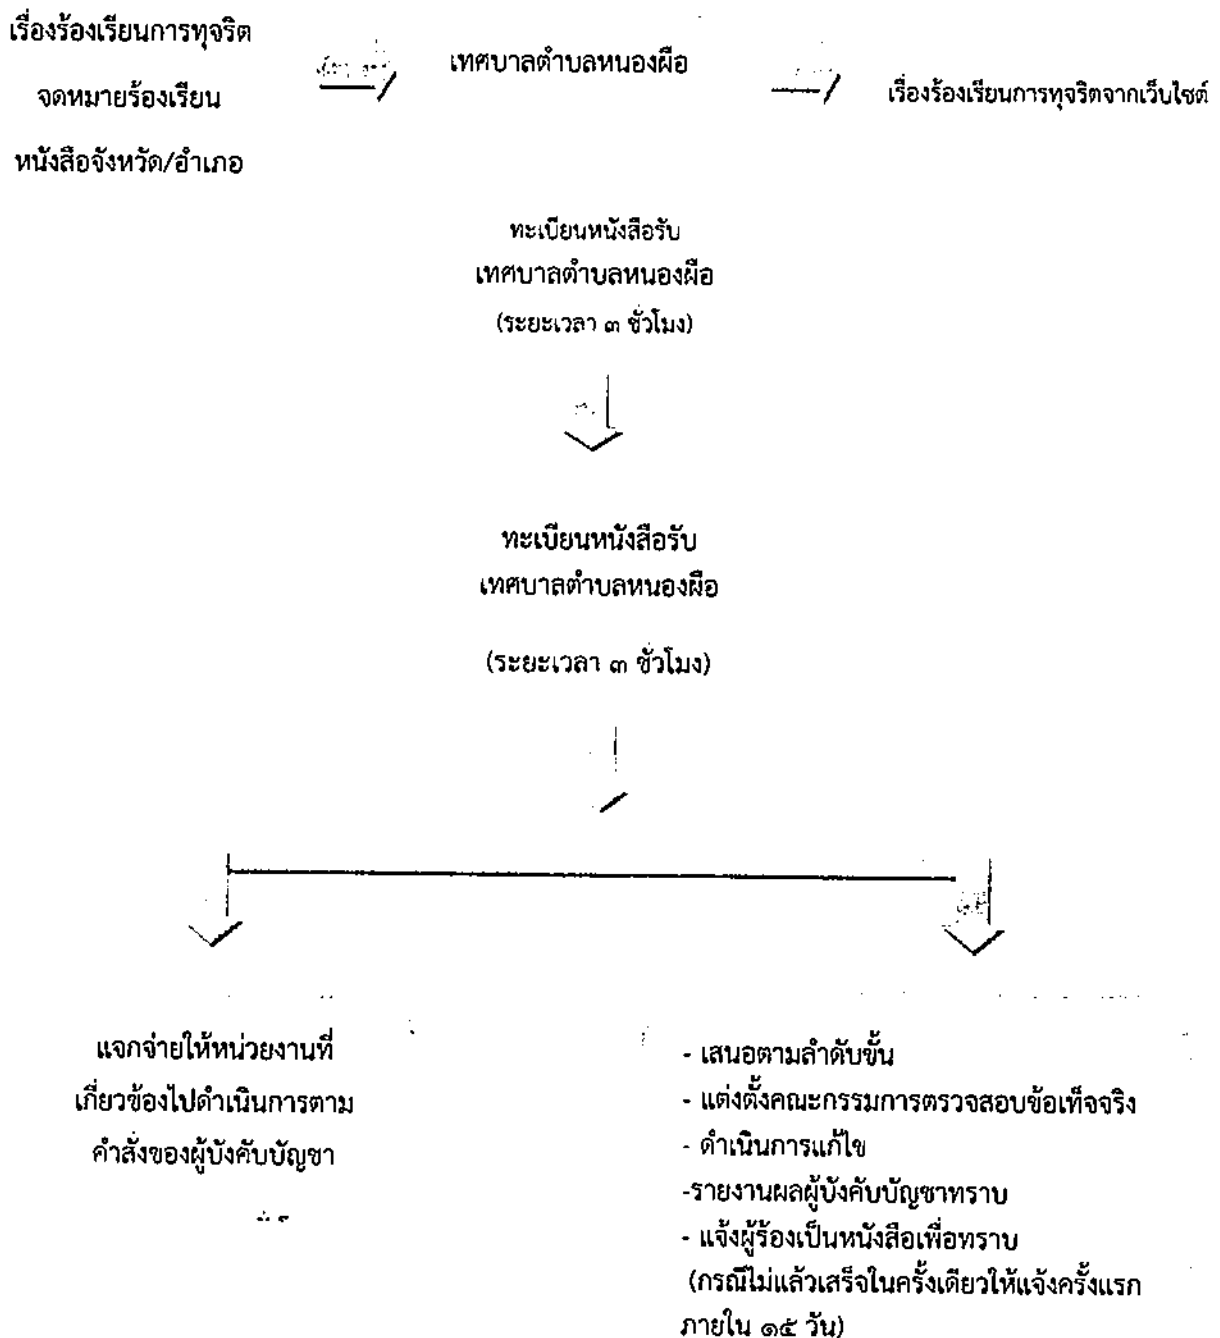 เรื่องร้องเรียนการทุจริต
จดหมายร้องเรียน
หนังสือจังหวัด/อำเภอ
เทศบาลตำบลหนองผือ
เรื่องร้องเรียนการทุจริตจากเว็บไซต์
ทะเบียนหนังสือรับ
เทศบาลตำบลหนองผือ
(ระยะเวลา ๓ ชั่วโมง)
ทะเบียนหนังสือรับ
เทศบาลตำบลหนองผือ
(ระยะเวลา ๓ ชั่วโมง)
แจกจ่ายให้หน่วยงานที่
เกี่ยวข้องไปดำเนินการตาม
คำสั่งของผู้บังคับบัญชา
- เสนอตามลำดับขั้น
- แต่งตั้งคณะกรรมการตรวจสอบข้อเท็จจริง
- ดำเนินการแก้ไข
-รายงานผลผู้บังคับบัญชาทราบ
- แจ้งผู้ร้องเป็นหนังสือเพื่อทราบ
(กรณีไม่แล้วเสร็จในครั้งเดียวให้แจ้งครั้งแรก
ภายใน ๑๕ วัน)